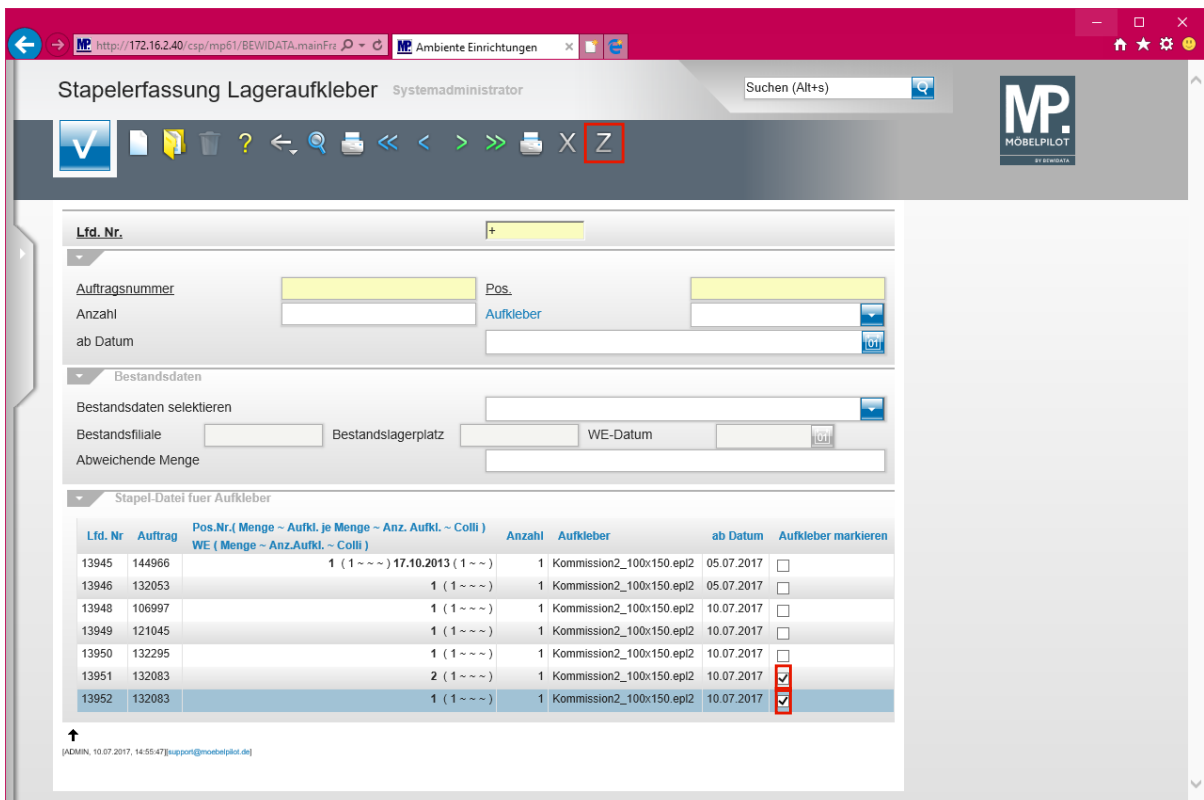 http://172.16.2.40/csp/mp61/BEWIDATA.mainFra
MP Ambiente Einrichtungen
Stapelerfassung Lageraufkleber Systemadministrator
Suchen (Alt+s)
MP.
MÖBELPILOT
BY BEWIDATA
? X Z
Lfd. Nr. +
Auftragsnummer Pos.
Anzahl Aufkleber
ab Datum 01
Bestandsdaten
Bestandsdaten selektieren
Bestandsfiliale Bestandslagerplatz WE-Datum 01
Abweichende Menge
Stapel-Datei fuer Aufkleber
Lfd. Nr Auftrag Pos.Nr.( Menge ~ Aufkl. je Menge ~ Anz. Aufkl. ~ Colli ) Anzahl Aufkleber ab Datum Aufkleber markieren
WE ( Menge ~ Anz.Aufkl. ~ Colli )
13945 144966 1 ( 1 ~ ~ ~ ) 17.10.2013 ( 1 ~ ~ ) 1 Kommission2_100x150.epl2 05.07.2017
13946 132053 1 ( 1 ~ ~ ~ ) 1 Kommission2_100x150.epl2 05.07.2017
13948 106997 1 ( 1 ~ ~ ~ ) 1 Kommission2_100x150.epl2 10.07.2017
13949 121045 1 ( 1 ~ ~ ~ ) 1 Kommission2_100x150.epl2 10.07.2017
13950 132295 1 ( 1 ~ ~ ~ ) 1 Kommission2_100x150.epl2 10.07.2017
13951 132083 2 ( 1 ~ ~ ~ ) 1 Kommission2_100x150.epl2 10.07.2017
13952 132083 1 ( 1 ~ ~ ~ ) 1 Kommission2_100x150.epl2 10.07.2017
[ADMIN, 10.07.2017, 14:55:47][support@moebelpilot.de]